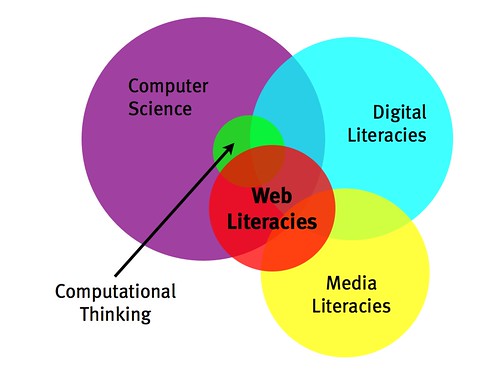 Computer
Science
Digital
Literacies
Web
Literacies
Computational
Thinking
Media
Literacies